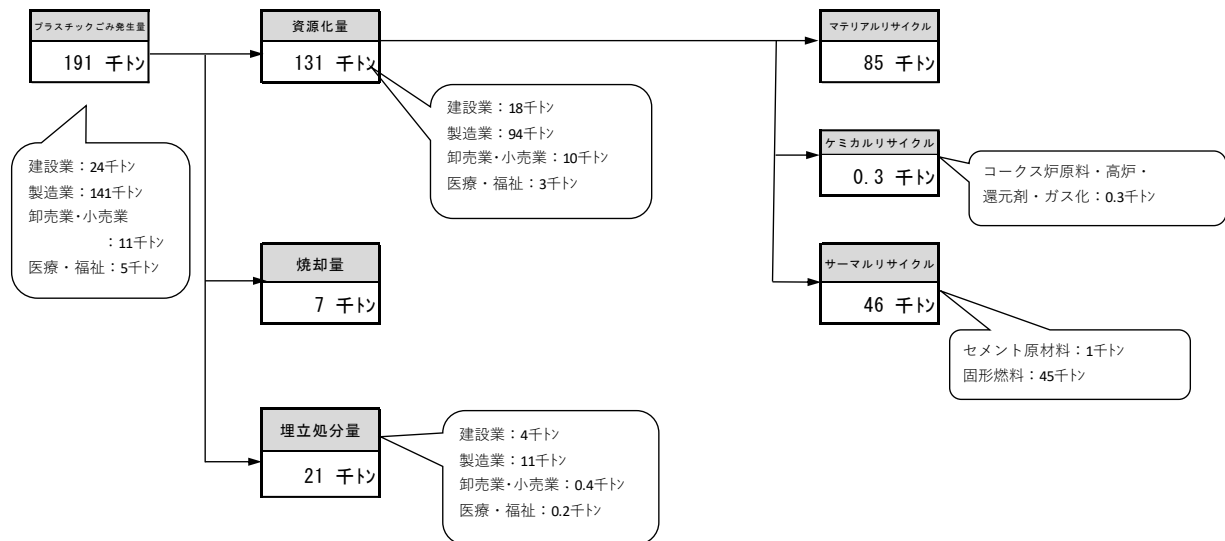 プラスチックごみ発生量
191 千トン
建設業：24千トン
製造業：141千トン
卸売業・小売業
：11千トン
医療・福祉：5千トン
資源化量
131 千トン
建設業：18千トン
製造業：94千トン
卸売業・小売業：10千トン
医療・福祉：3千トン
焼却量
7 千トン
埋立処分量
21 千トン
建設業：4千トン
製造業：11千トン
卸売業・小売業：0.4千トン
医療・福祉：0.2千トン
マテリアルリサイクル
85 千トン
ケミカルリサイクル
0.3 千トン
コークス炉原料・高炉・
還元剤・ガス化：0.3千トン
サーマルリサイクル
46 千トン
セメント原材料：1千トン
固形燃料：45千トン